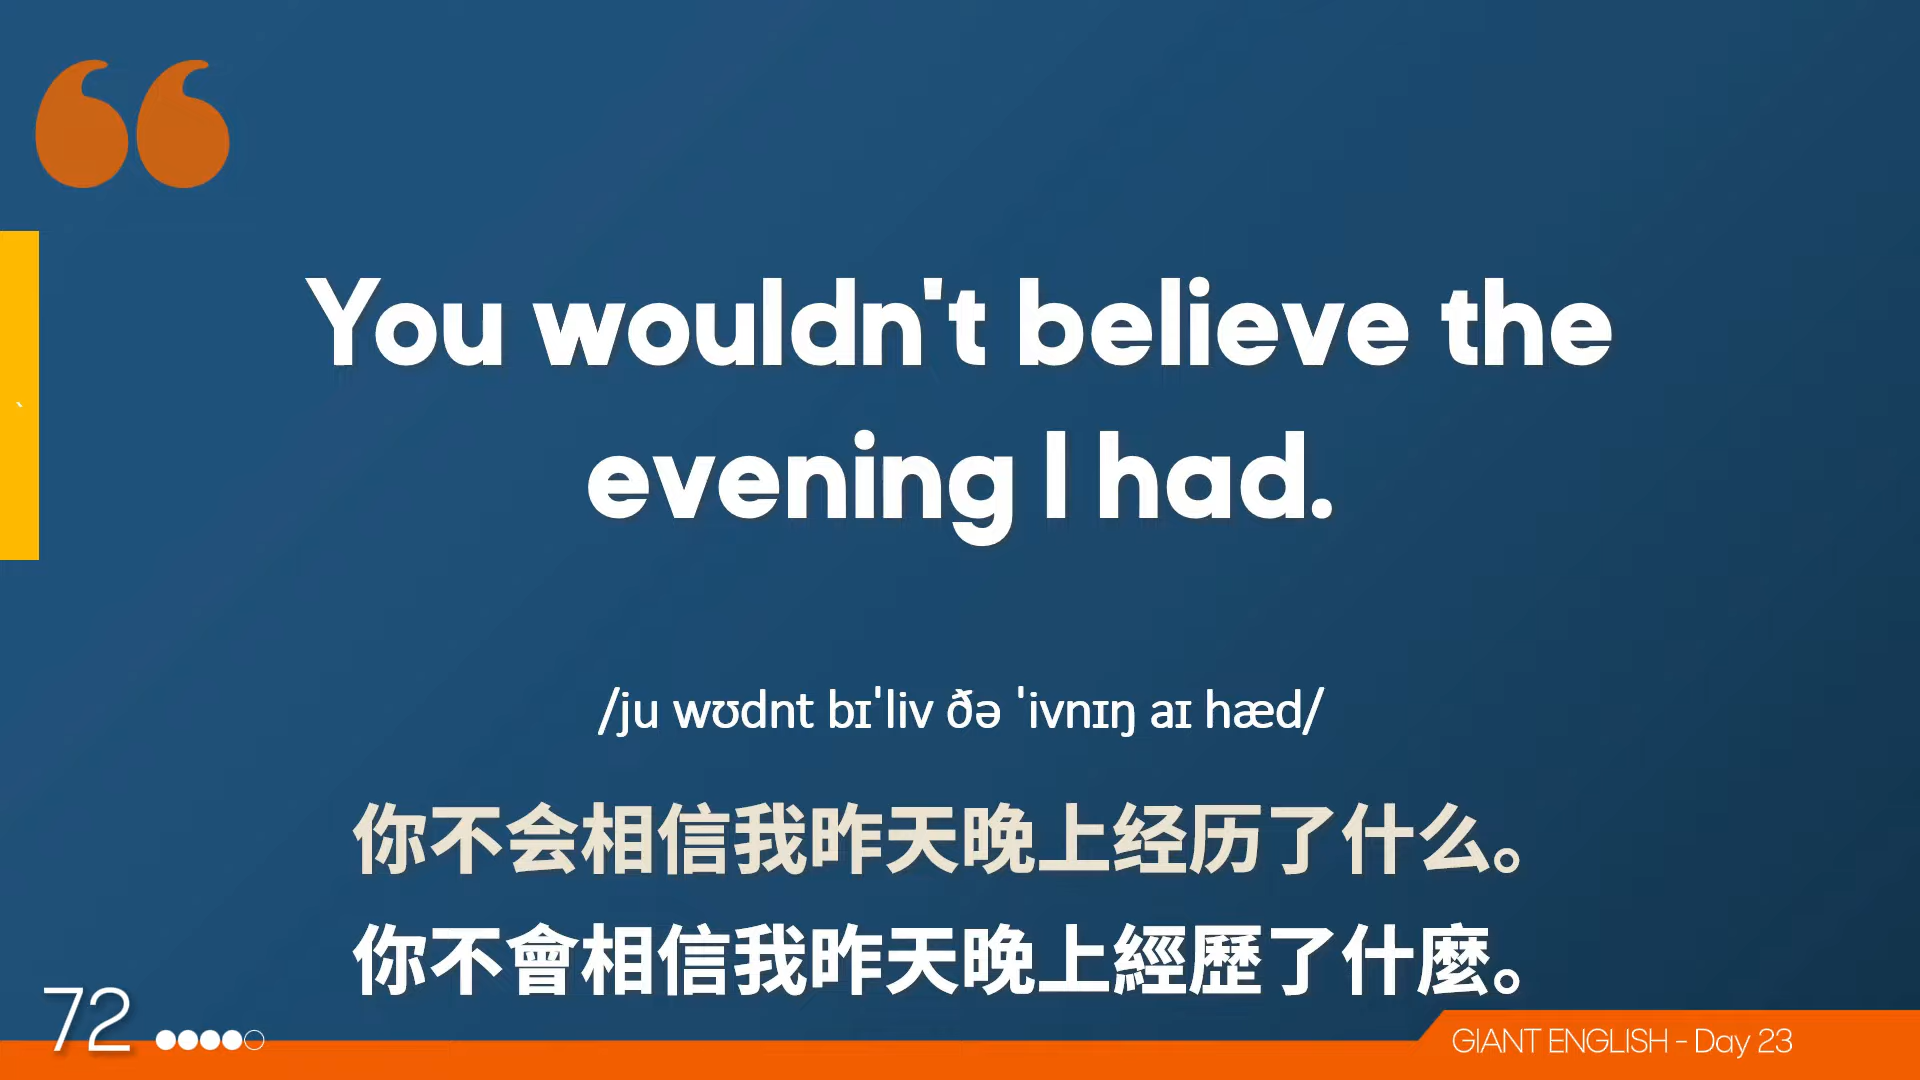 You wouldn't believe the
evening I had.
/ju wʊdnt bɪˈliv ðə ˈivnɪŋ aɪ hæd/
你不会相信我昨天晚上经历了什么。
你不會相信我昨天晚上經歷了什麼。
72
GIANT ENGLISH - Day 23